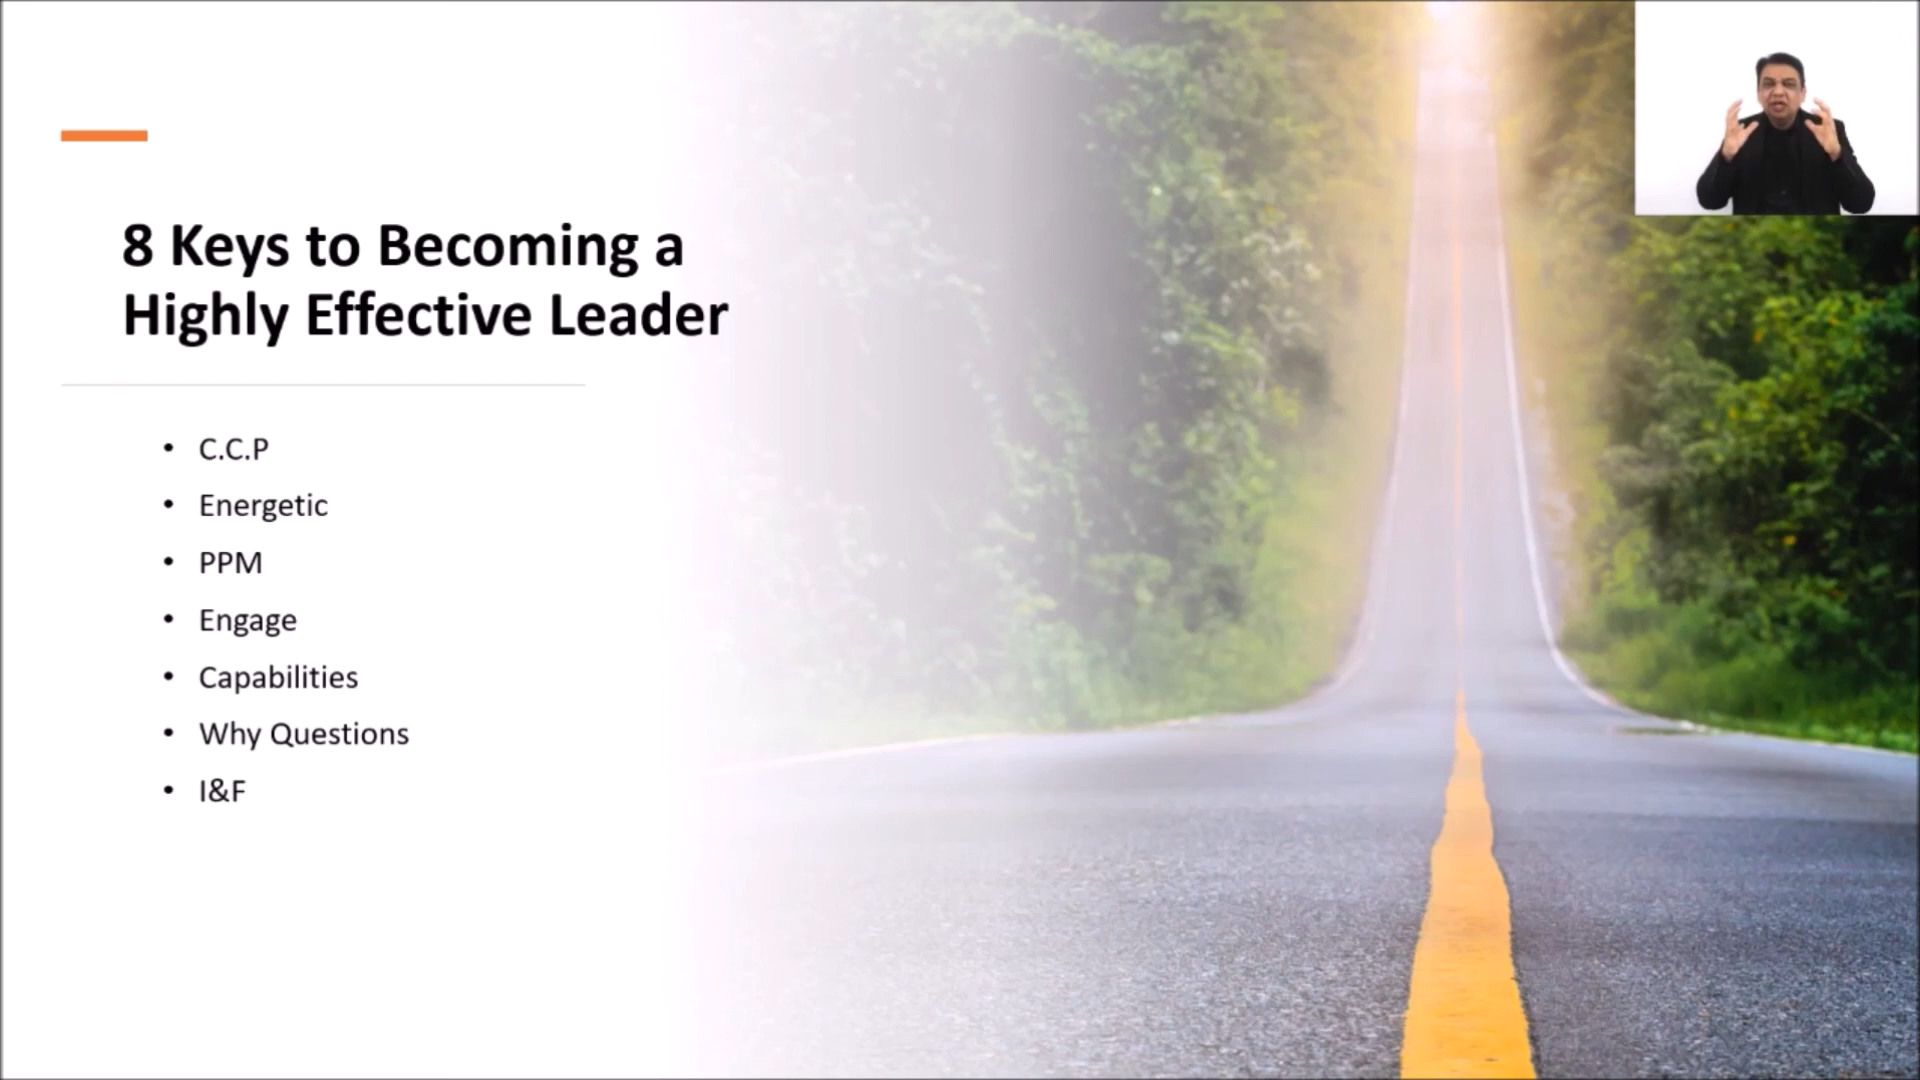 8 Keys to Becoming a
Highly Effective Leader
• C.C.P
• Energetic
• PPM
• Engage
• Capabilities
• Why Questions
• I&F